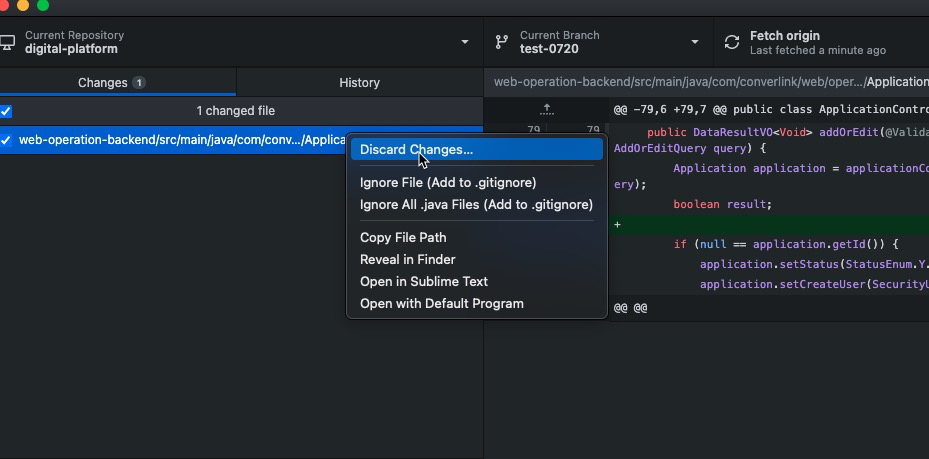 Current Repository
digital-platform
Current Branch
test-0720
Fetch origin
Last fetched a minute ago
Changes 1
History
web-operation-backend/src/main/java/com/converlink/web/oper.../Application
1 changed file
@@ -79,6 +79,7 @@ public class ApplicationContro
web-operation-backend/src/main/java/com/conv.../Applica
79 79
public DataResultVO<Void> addOrEdit(@Valida
AddOrEditQuery query) {
Application application = applicationCo
ery);
boolean result;
+
if (null == application.getId()) {
application.setStatus(StatusEnum.Y.
application.setCreateUser(SecurityU
@@ @@
Discard Changes...
Ignore File (Add to .gitignore)
Ignore All .java Files (Add to .gitignore)
Copy File Path
Reveal in Finder
Open in Sublime Text
Open with Default Program